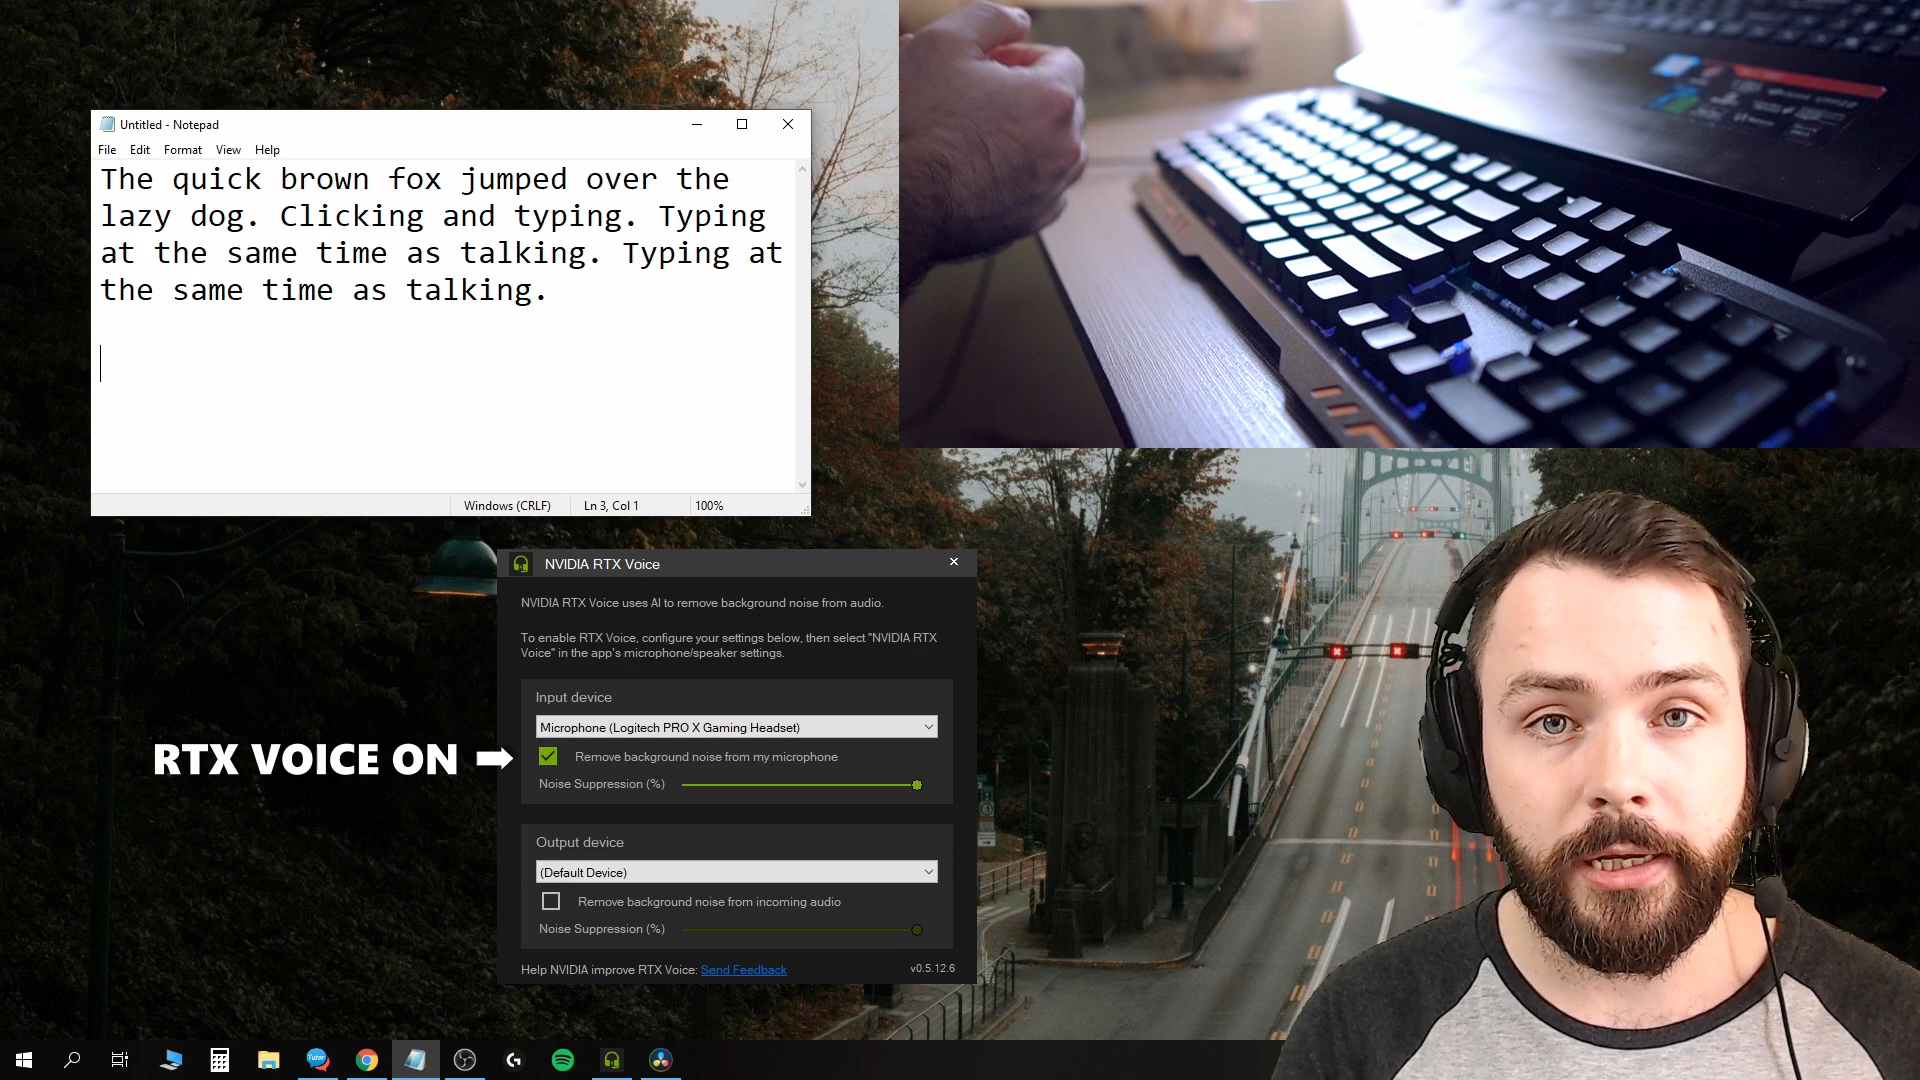 Untitled - Notepad
File Edit Format View Help
The quick brown fox jumped over the
lazy dog. Clicking and typing. Typing
at the same time as talking. Typing at
the same time as talking.
Windows (CRLF) Ln 3, Col 1 100%
NVIDIA RTX Voice
NVIDIA RTX Voice uses AI to remove background noise from audio.
To enable RTX Voice, configure your settings below, then select "NVIDIA RTX
Voice" in the app's microphone/speaker settings.
Input device
Microphone (Logitech PRO X Gaming Headset)
RTX VOICE ON
Remove background noise from my microphone
Noise Suppression (%)
Output device
(Default Device)
Remove background noise from incoming audio
Noise Suppression (%)
Help NVIDIA improve RTX Voice: Send Feedback
v0.5.12.6
Tutor